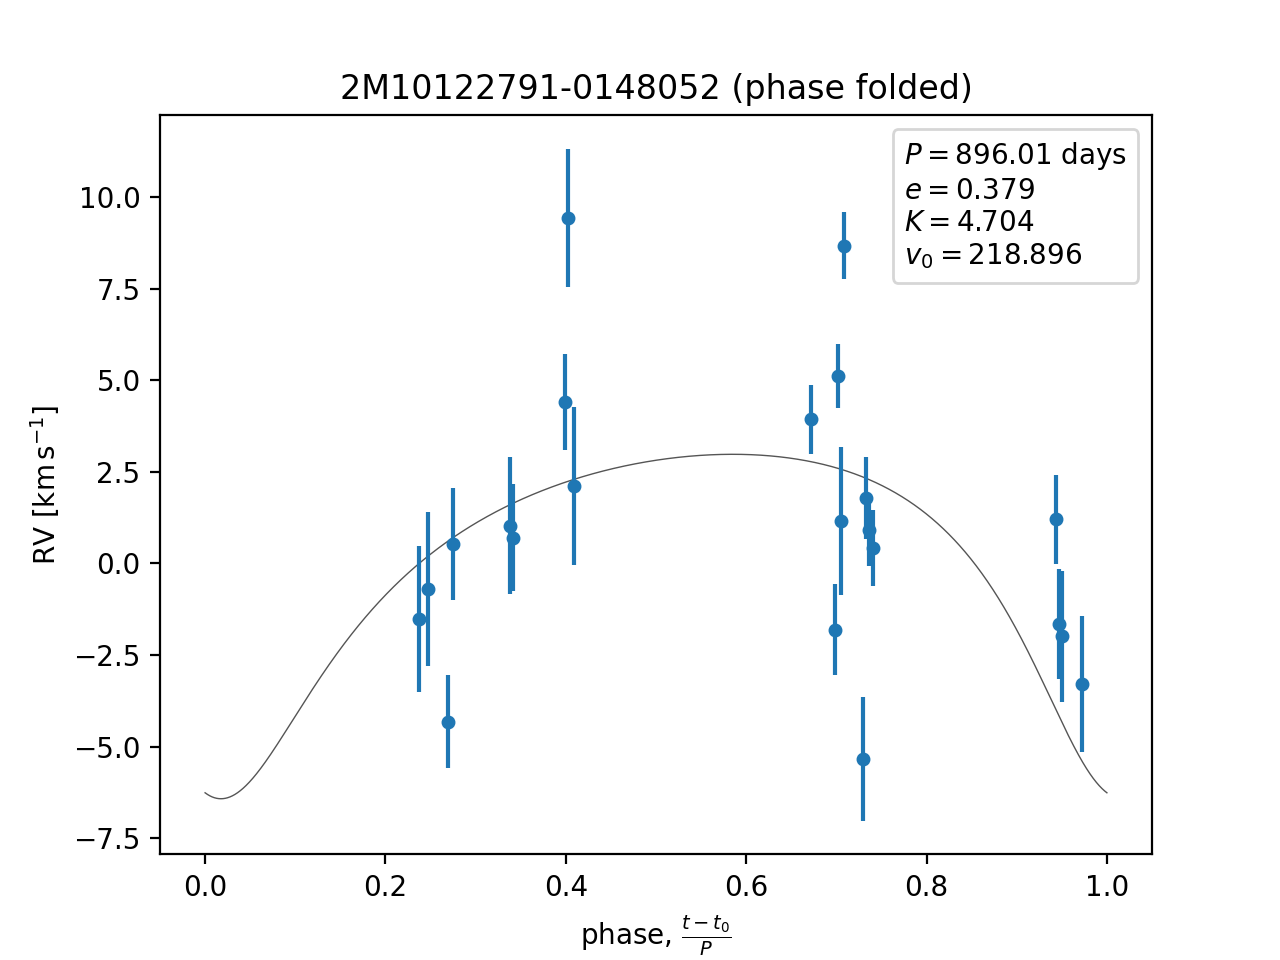 2M10122791-0148052 (phase folded)
P = 896.01 days
e = 0.379
K = 4.704
v₀ = 218.896
RV [km s⁻¹]
10.0
7.5
5.0
2.5
0.0
−2.5
−5.0
−7.5
0.0 0.2 0.4 0.6 0.8 1.0
phase, (t − t₀)/P